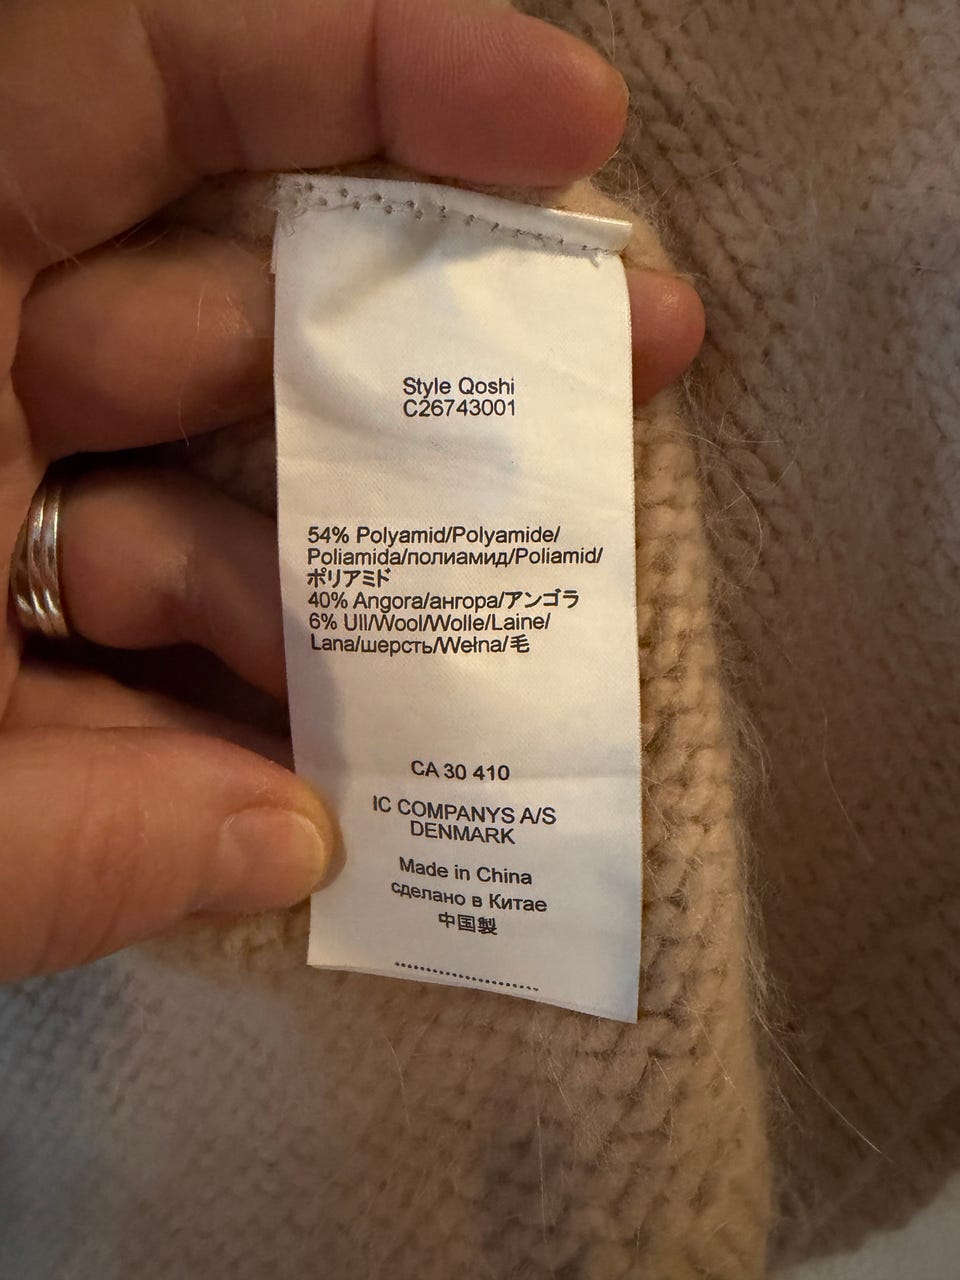 Style Qoshi
C26743001
54% Polyamid/Polyamide/
Poliamida/полиамид/Poliamid/
ポリアミド
40% Angora/ангора/アンゴラ
6% Ull/Wool/Wolle/Laine/
Lana/шерсть/Wełna/毛
CA 30 410
IC COMPANYS A/S
DENMARK
Made in China
сделано в Китае
中国製